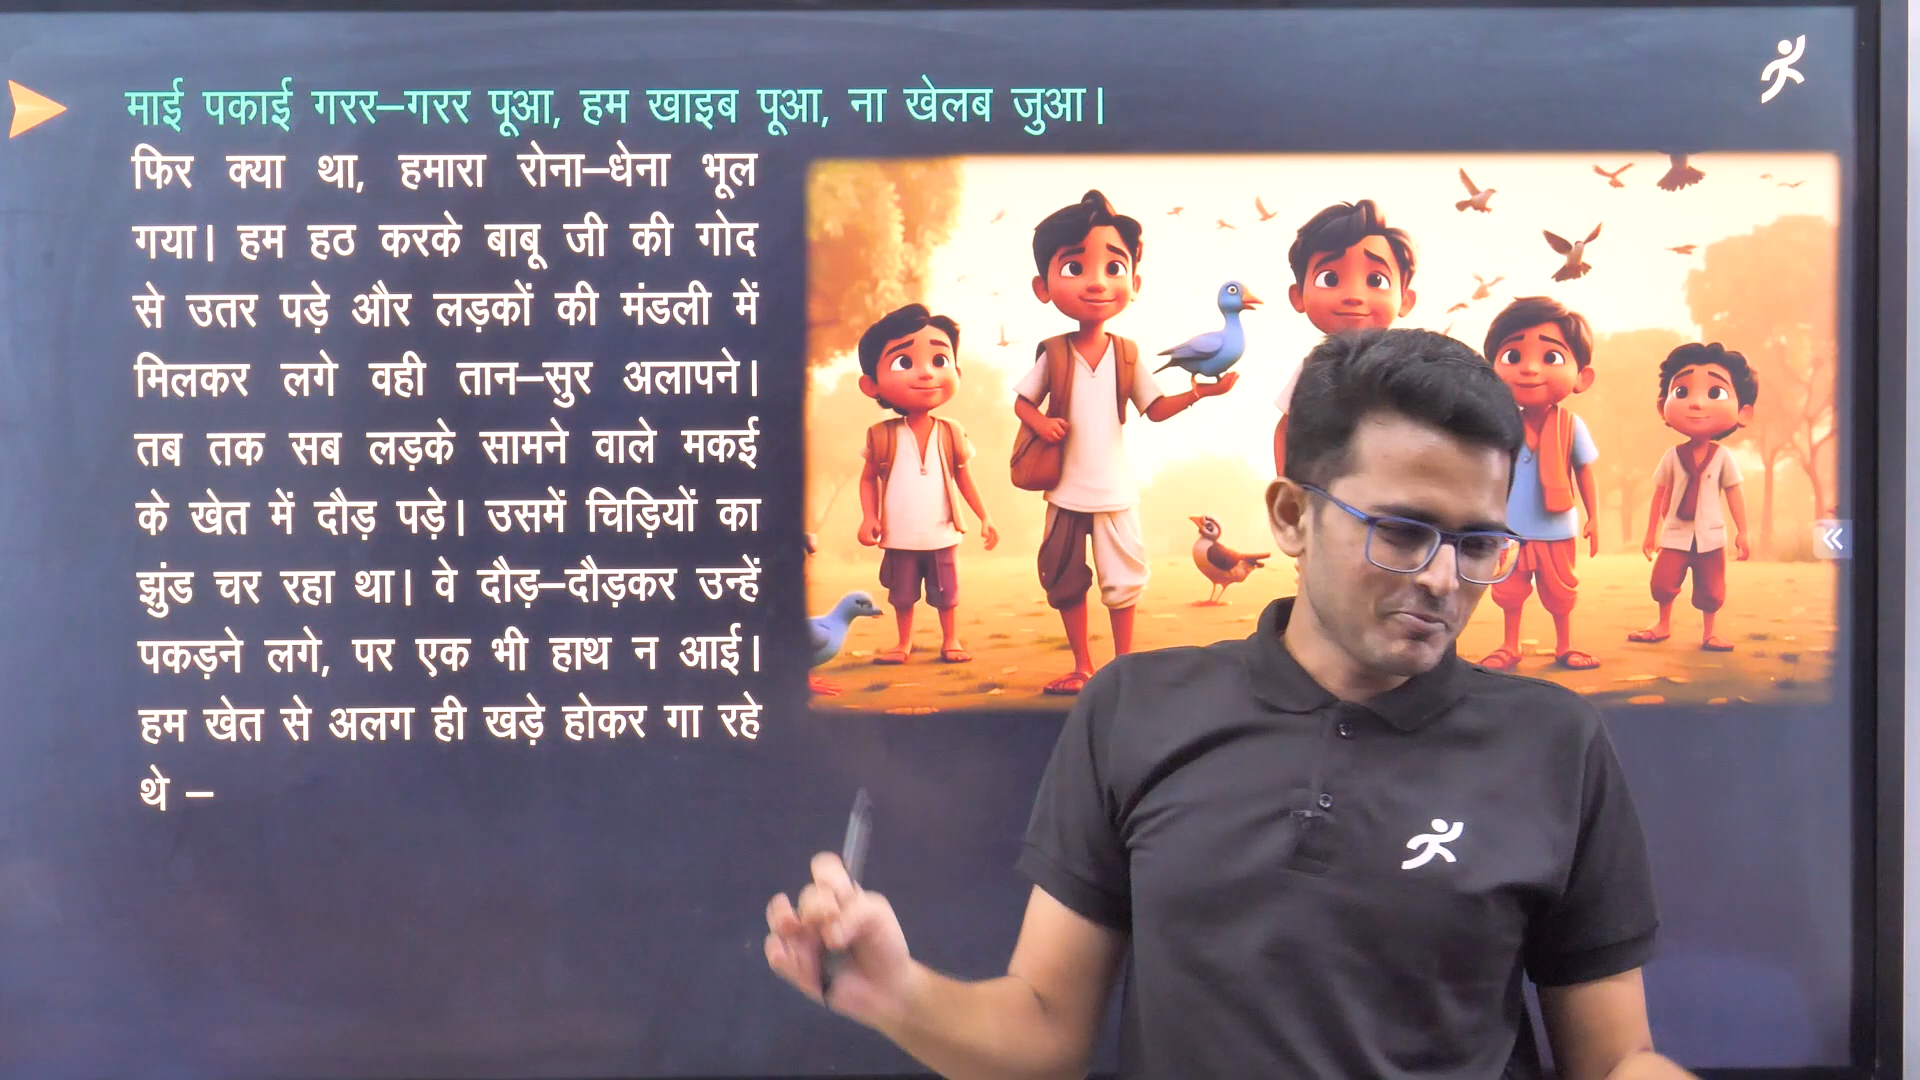 माई पकाई गरर–गरर पूआ, हम खाइब पूआ, ना खेलब जुआ।
फिर क्या था, हमारा रोना–धेना भूल
गया। हम हठ करके बाबू जी की गोद
से उतर पड़े और लड़कों की मंडली में
मिलकर लगे वही तान–सुर अलापने।
तब तक सब लड़के सामने वाले मकई
के खेत में दौड़ पड़े। उसमें चिड़ियों का
झुंड चर रहा था। वे दौड़–दौड़कर उन्हें
पकड़ने लगे, पर एक भी हाथ न आई।
हम खेत से अलग ही खड़े होकर गा रहे
थे –